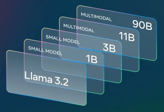 MULTIMODAL
90B
MULTIMODAL
11B
SMALL MODEL
3B
SMALL MODEL
1B
Llama 3.2